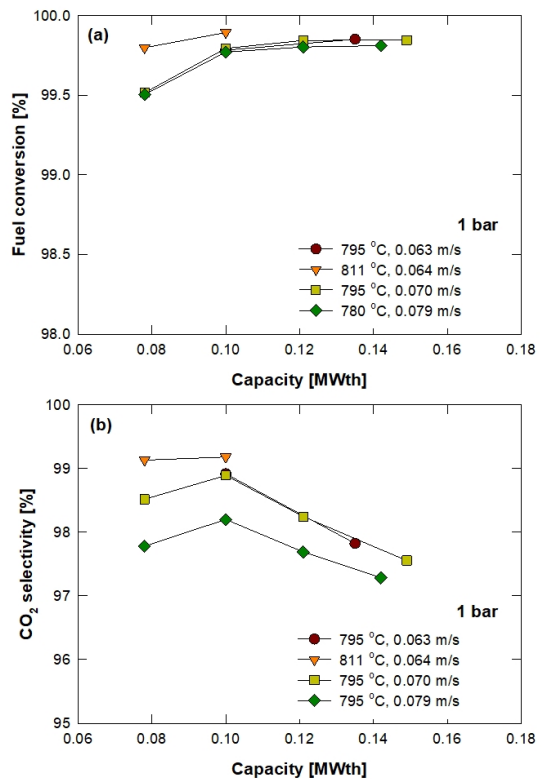 100.0
(a)
99.5
99.0
98.5
98.0
Fuel conversion [%]
1 bar
795 °C, 0.063 m/s
811 °C, 0.064 m/s
795 °C, 0.070 m/s
780 °C, 0.079 m/s
0.06 0.08 0.10 0.12 0.14 0.16 0.18
Capacity [MWth]
100
(b)
99
98
97
96
95
CO₂ selectivity [%]
1 bar
795 °C, 0.063 m/s
811 °C, 0.064 m/s
795 °C, 0.070 m/s
795 °C, 0.079 m/s
0.06 0.08 0.10 0.12 0.14 0.16 0.18
Capacity [MWth]